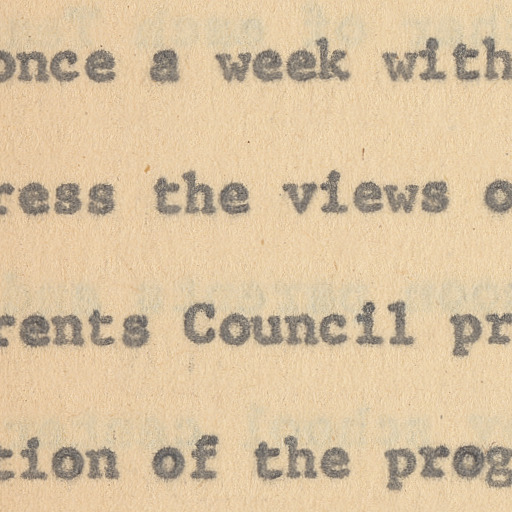 once a week with
ress the views o
rents Council pr
tion of the prog